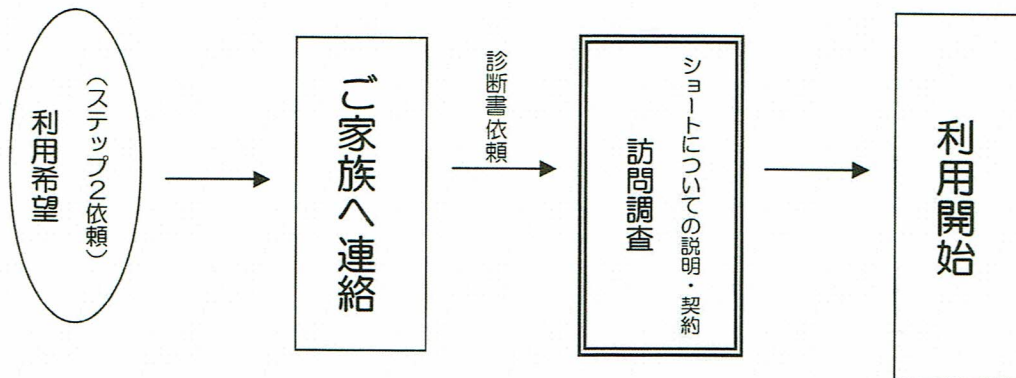 （ステップ２依頼）
利用希望
ご家族へ連絡
診断書依頼
ショートについての説明・契約
訪問調査
利用開始